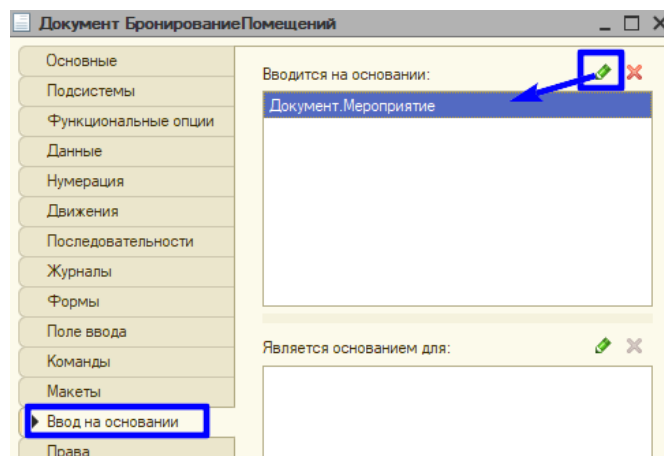 Документ БронированиеПомещений
Основные
Подсистемы
Функциональные опции
Данные
Нумерация
Движения
Последовательности
Журналы
Формы
Поле ввода
Команды
Макеты
Ввод на основании
Права
Вводится на основании:
Документ.Мероприятие
Является основанием для: